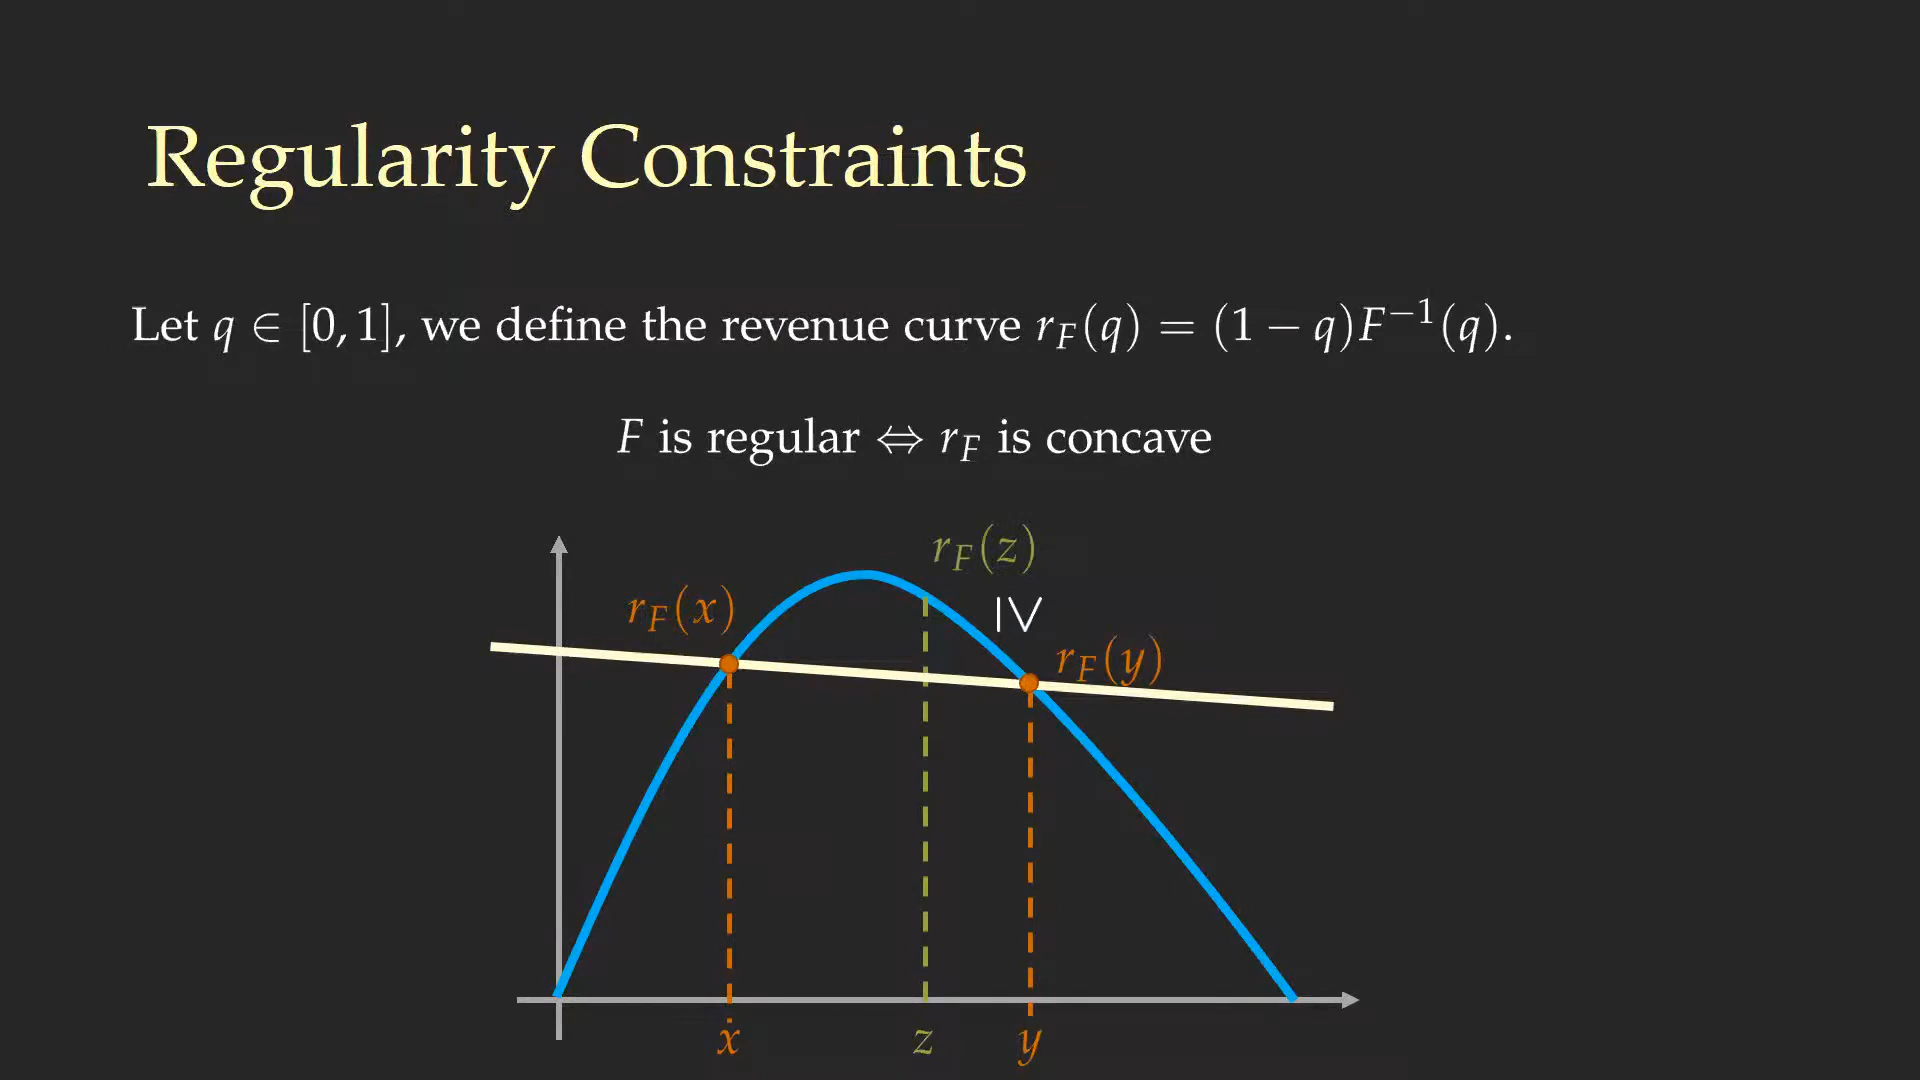 Regularity Constraints
Let q ∈ [0, 1], we define the revenue curve r_F(q) = (1 − q)F^{−1}(q).
F is regular ⇔ r_F is concave
r_F(z)
r_F(x)
≥
r_F(y)
x
z
y